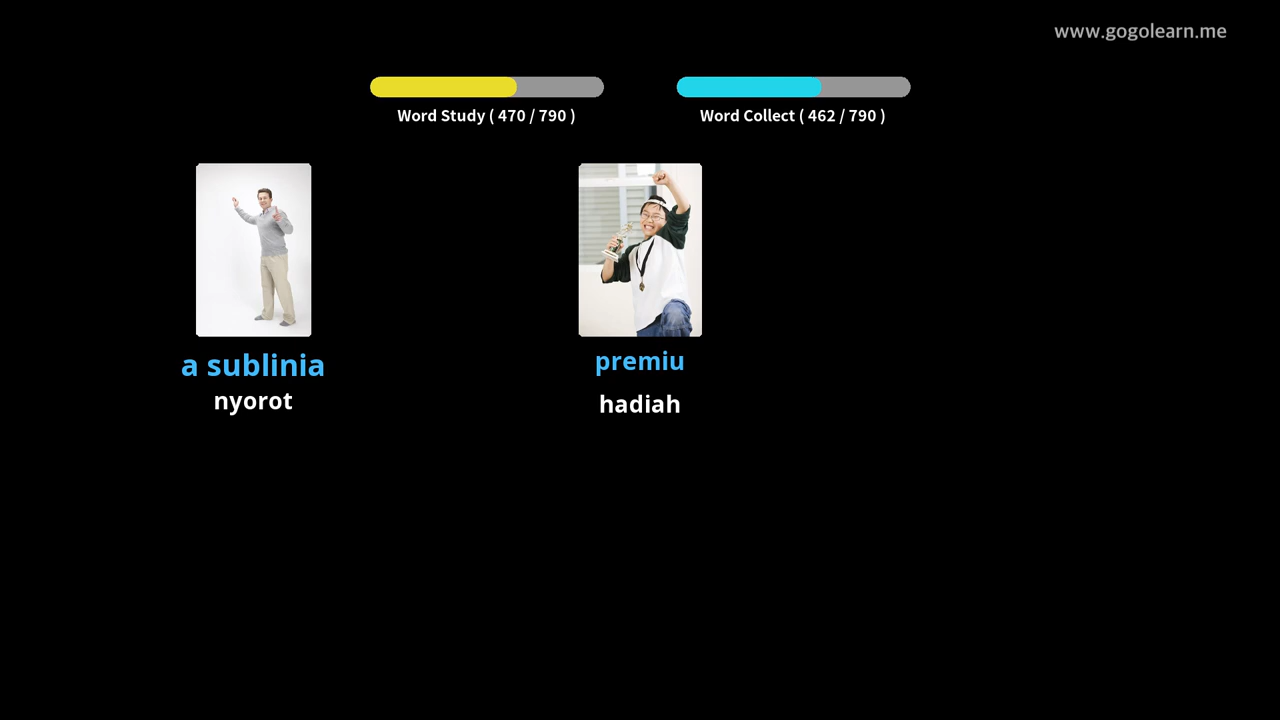 www.gogolearn.me
Word Study ( 470 / 790 )
Word Collect ( 462 / 790 )
a sublinia
nyorot
premiu
hadiah